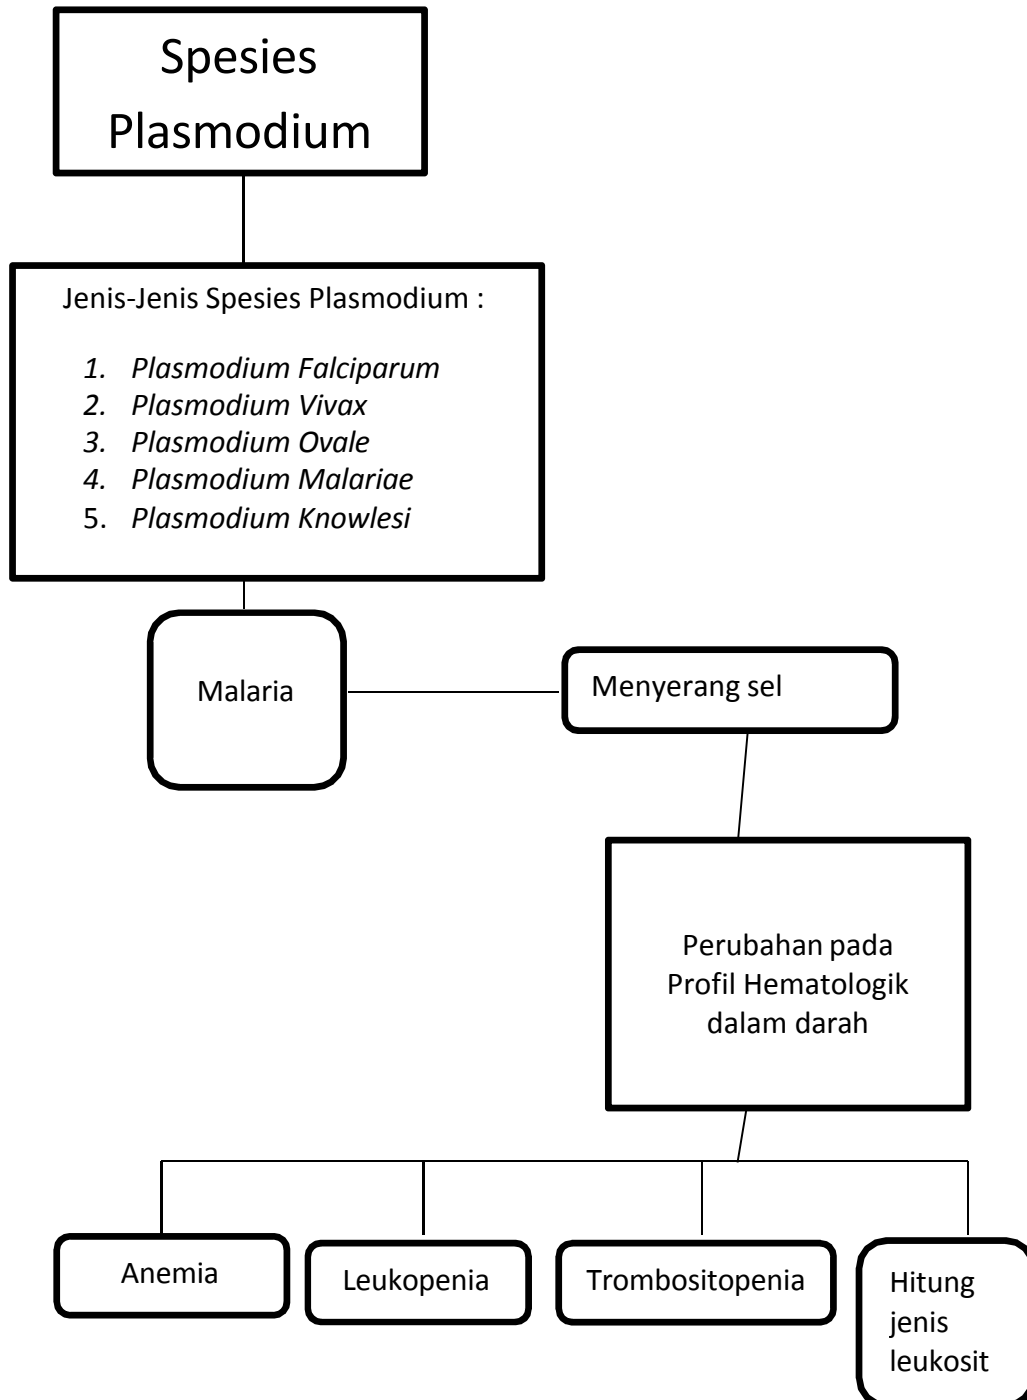 Spesies
Plasmodium
Jenis-Jenis Spesies Plasmodium :
1. Plasmodium Falciparum
2. Plasmodium Vivax
3. Plasmodium Ovale
4. Plasmodium Malariae
5. Plasmodium Knowlesi
Malaria
Menyerang sel
Perubahan pada
Profil Hematologik
dalam darah
Anemia
Leukopenia
Trombositopenia
Hitung
jenis
leukosit